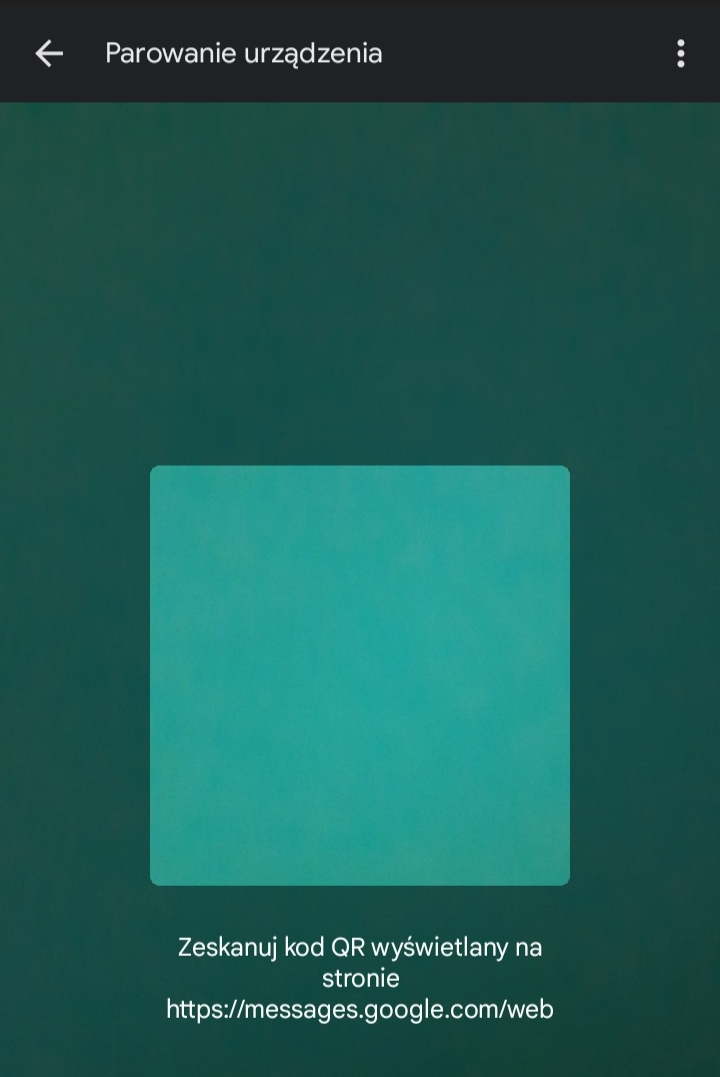 Parowanie urządzenia
Zeskanuj kod QR wyświetlany na
stronie
https://messages.google.com/web